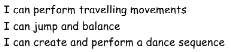 I can perform travelling movements
I can jump and balance
I can create and perform a dance sequence